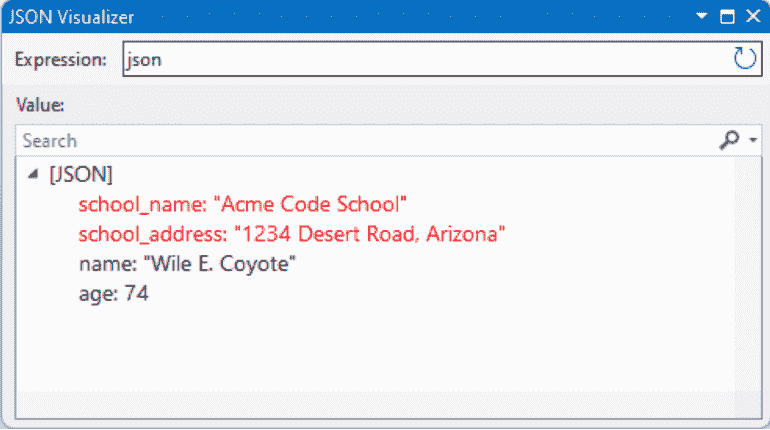 JSON Visualizer
Expression: json
Value:
Search
[JSON]
school_name: "Acme Code School"
school_address: "1234 Desert Road, Arizona"
name: "Wile E. Coyote"
age: 74